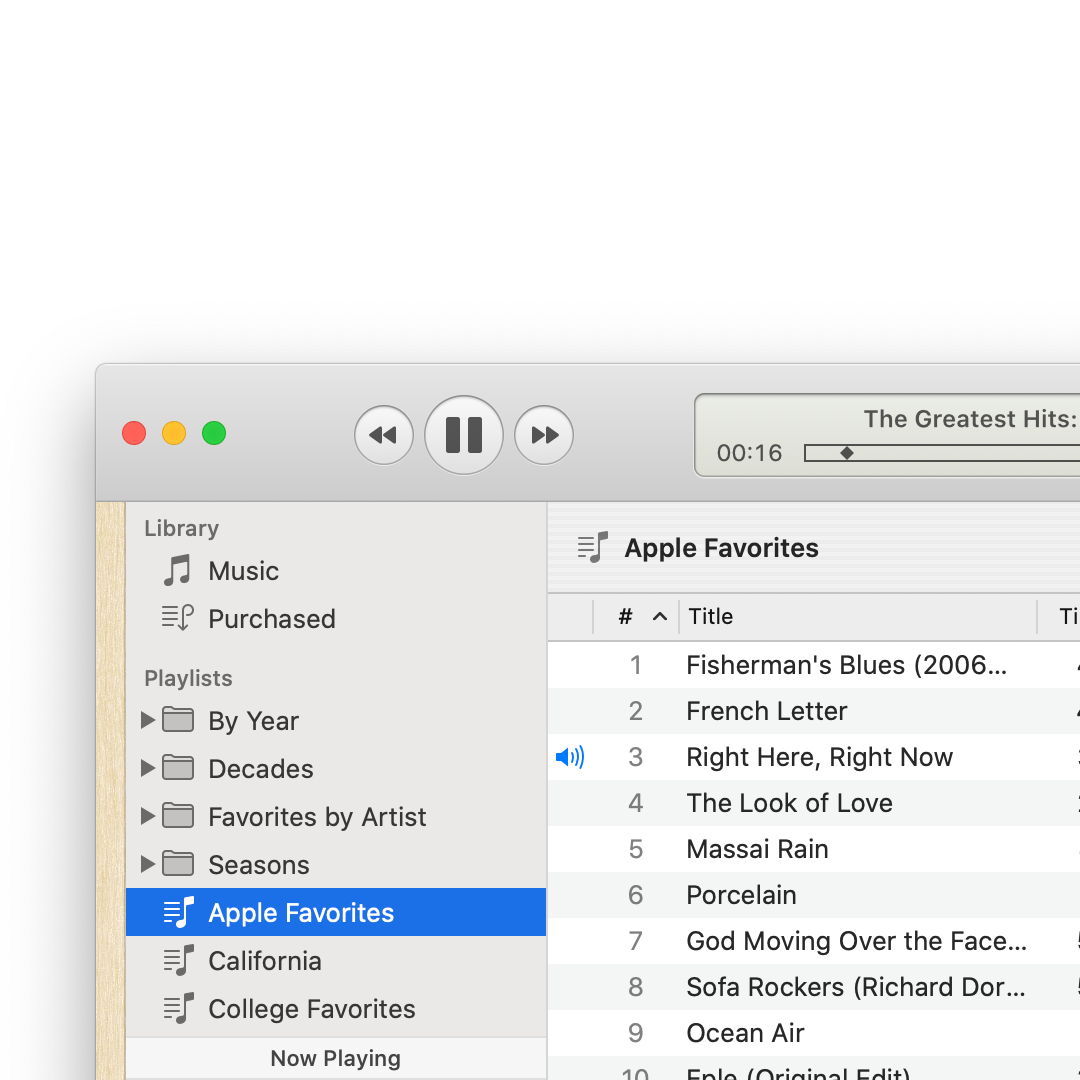 The Greatest Hits:
00:16
Library
Music
Purchased
Playlists
By Year
Decades
Favorites by Artist
Seasons
Apple Favorites
California
College Favorites
Now Playing
Apple Favorites
# Title Ti
1 Fisherman's Blues (2006...
2 French Letter
3 Right Here, Right Now
4 The Look of Love
5 Massai Rain
6 Porcelain
7 God Moving Over the Face...
8 Sofa Rockers (Richard Dor...
9 Ocean Air
10 Eple (Original Edit)